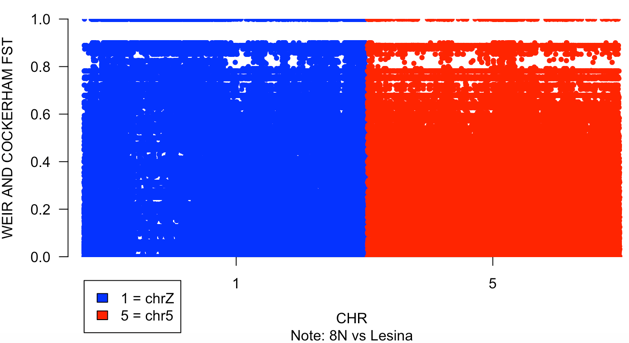 WEIR AND COCKERHAM FST
1.0
0.8
0.6
0.4
0.2
0.0
1
5
1 = chrZ
5 = chr5
CHR
Note: 8N vs Lesina